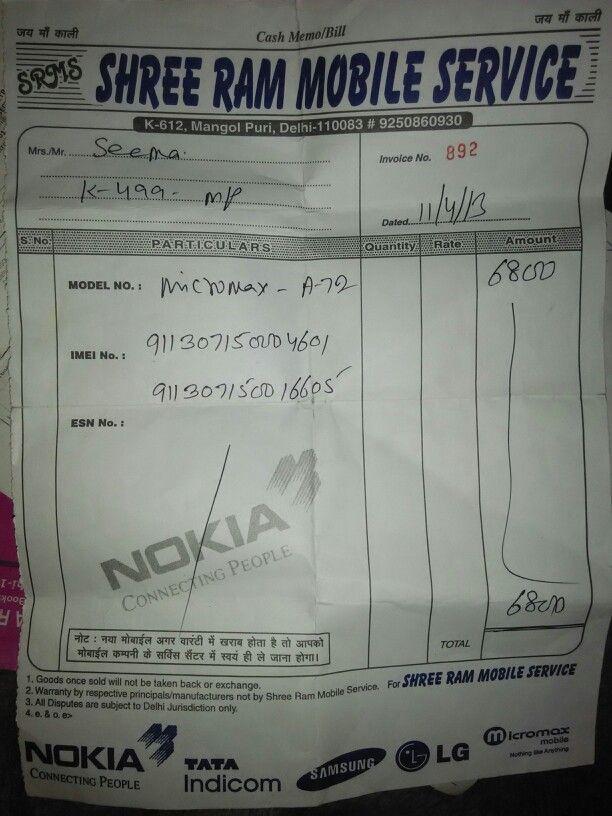 जय माँ काली
Cash Memo/Bill
जय माँ काली
SRMS SHREE RAM MOBILE SERVICE
K-612, Mangol Puri, Delhi-110083 # 9250860930
Mrs./Mr. Seema
K-499- MP
Invoice No. 892
Dated 11/4/13
S. No. PARTICULARS Quantity Rate Amount
MODEL NO. : Micromax - A-72 6800
IMEI No. : 911307150004601
911307150016605
ESN No. :
NOKIA
CONNECTING PEOPLE
6800
नोट : नया मोबाईल अगर वारंटी में खराब होता है तो आपको
मोबाईल कम्पनी के सर्विस सैंटर में स्वयं ही ले जाना होगा।
TOTAL
1. Goods once sold will not be taken back or exchange.
2. Warranty by respective principals/manufacturers not by Shree Ram Mobile Service.
3. All Disputes are subject to Delhi Jurisdiction only.
4. e. & o. e>
For SHREE RAM MOBILE SERVICE
NOKIA
CONNECTING PEOPLE
TATA
Indicom
SAMSUNG
LG
Micromax
mobile
Nothing like Anything